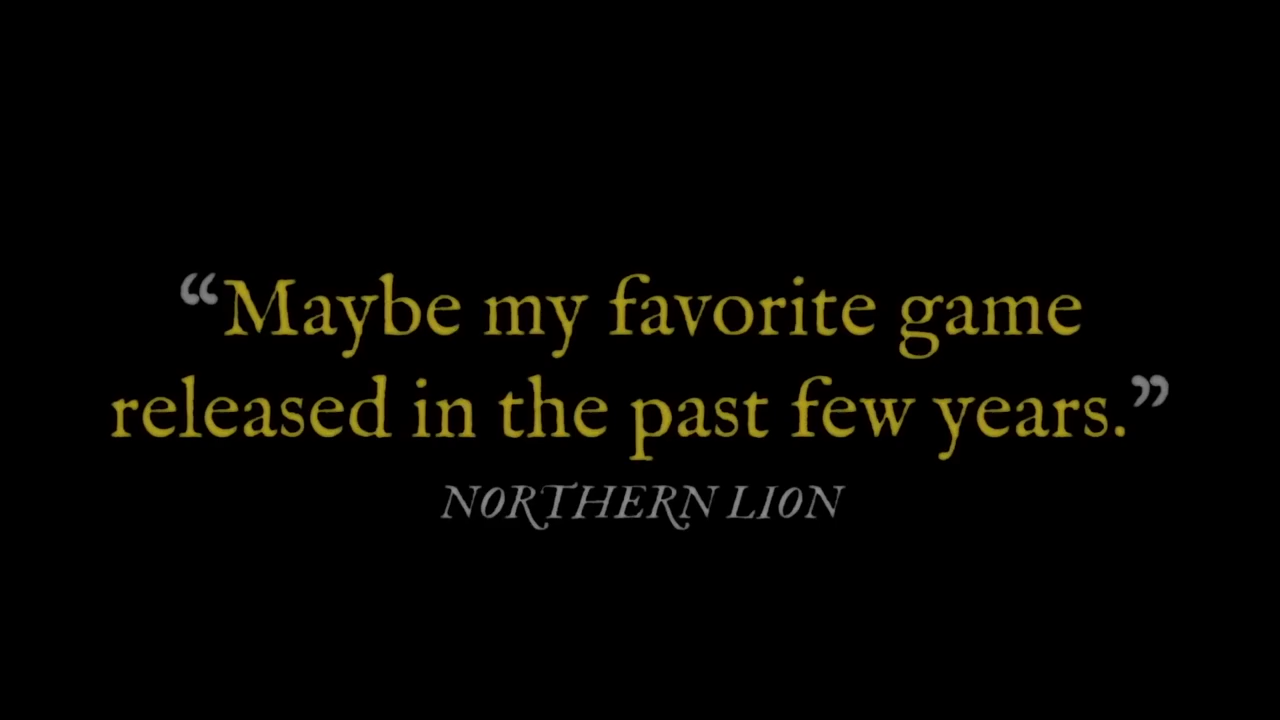 “Maybe my favorite game
released in the past few years.”
NORTHERN LION